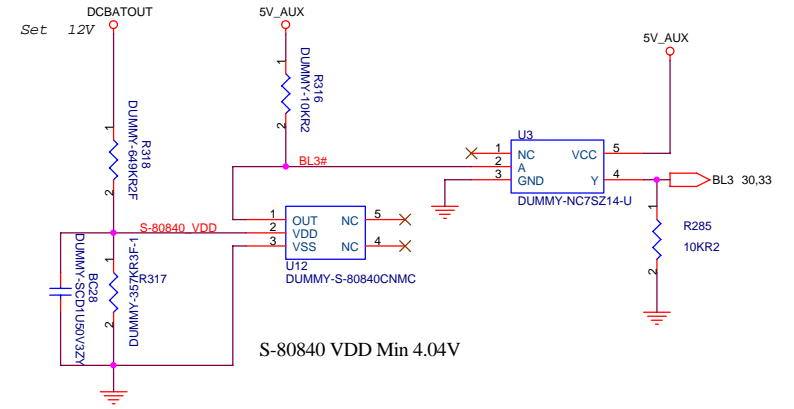 DCBATOUT
Set 12V
5V_AUX
5V_AUX
1
R316
DUMMY-10KR2
2
1
R318
DUMMY-649KR2F
2
BL3#
U3
1 NC VCC 5
2 A
3 GND Y 4
DUMMY-NC7SZ14-U
BL3 30,33
1
R285
10KR2
2
S-80840_VDD
1 OUT NC 5
2 VDD
3 VSS NC 4
U12
DUMMY-S-80840CNMC
BC28
DUMMY-SCD1U50V3ZY
1
R317
DUMMY-357KR3F-1
2
S-80840 VDD Min 4.04V